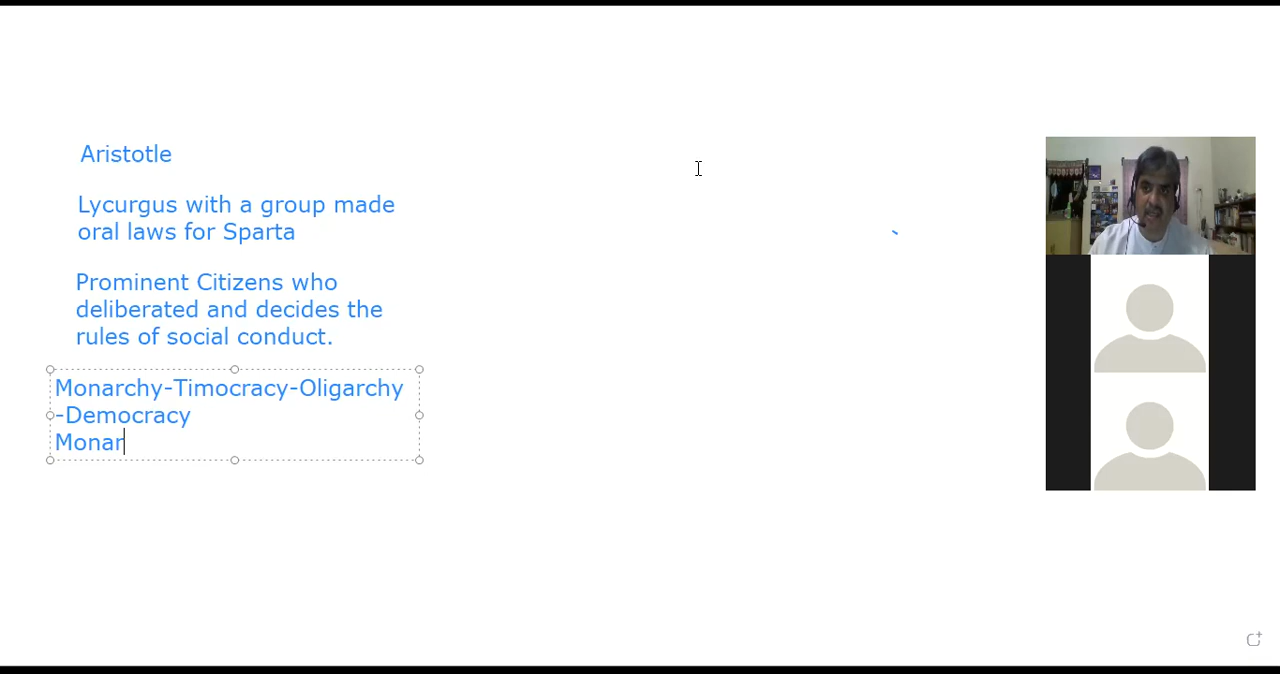 Aristotle
Lycurgus with a group made
oral laws for Sparta
Prominent Citizens who
deliberated and decides the
rules of social conduct.
Monarchy-Timocracy-Oligarchy
-Democracy
Monar